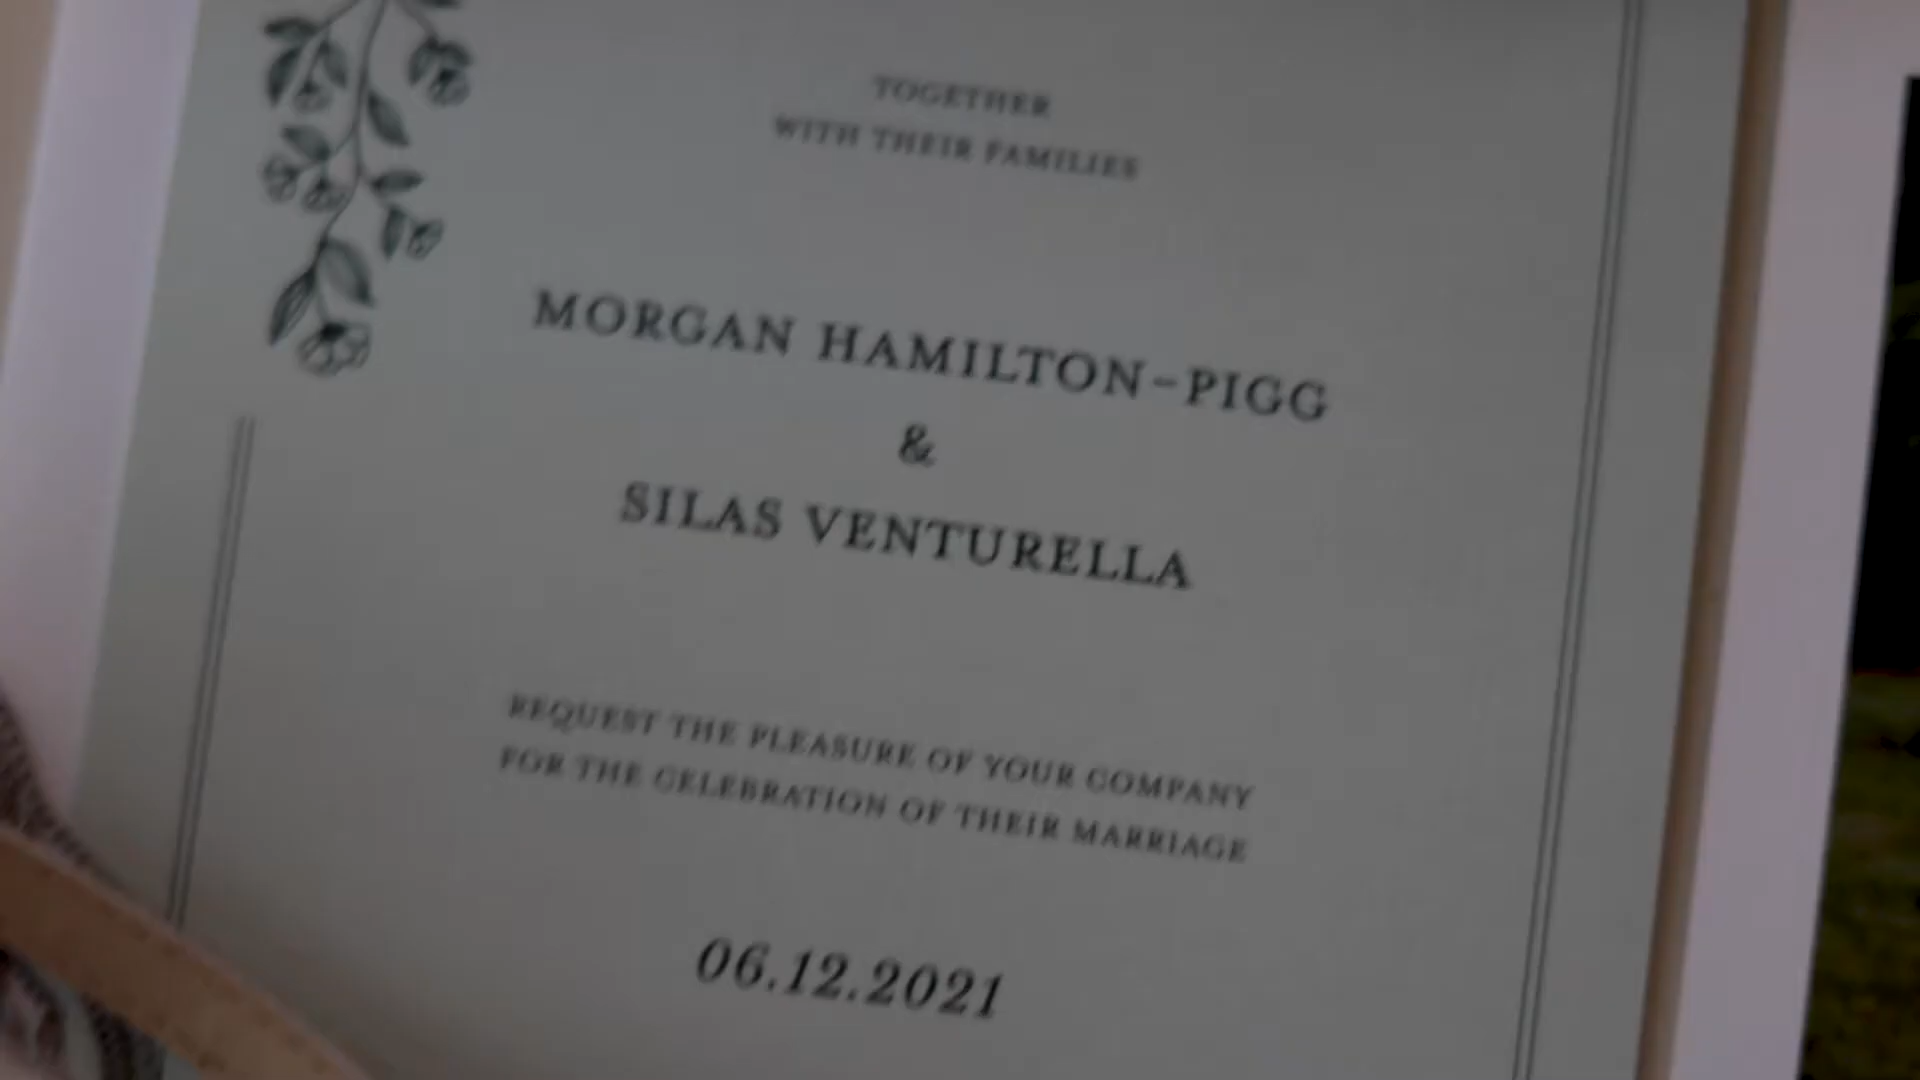 TOGETHER
WITH THEIR FAMILIES
MORGAN HAMILTON-PIGG
&
SILAS VENTURELLA
REQUEST THE PLEASURE OF YOUR COMPANY
FOR THE CELEBRATION OF THEIR MARRIAGE
06.12.2021